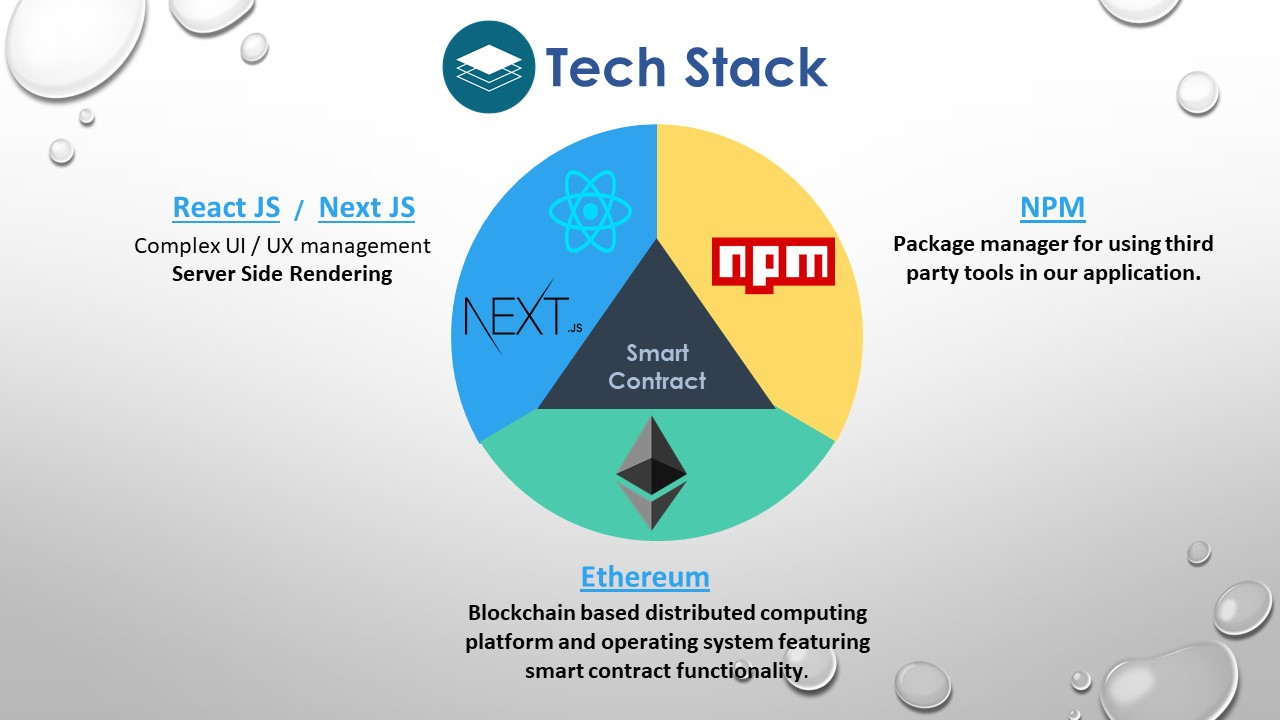 Tech Stack
React JS / Next JS
Complex UI / UX management
Server Side Rendering
NEXT.JS
npm
NPM
Package manager for using third
party tools in our application.
Smart
Contract
Ethereum
Blockchain based distributed computing
platform and operating system featuring
smart contract functionality.